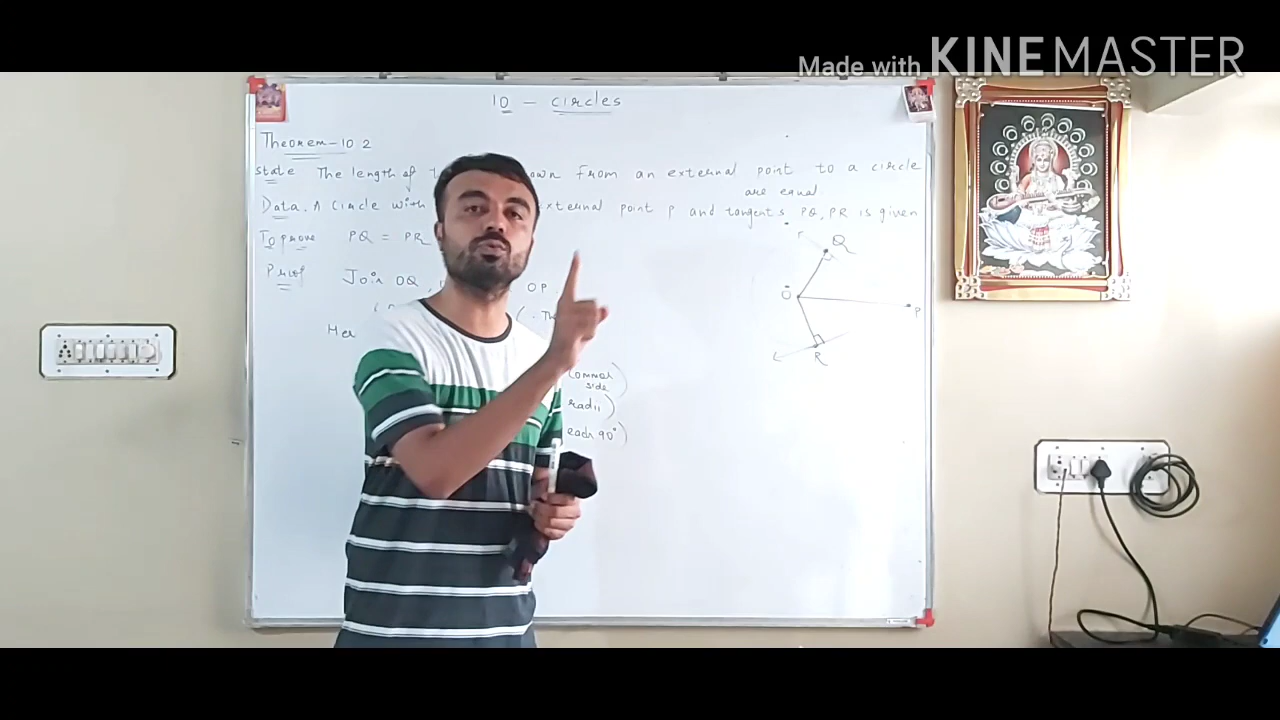 Made with KINEMASTER
10 - circles
Theorem-10 2
State The length of from an external point to a circle
are equal.
Data. A Circle with external point P and tangents PQ, PR is given
To prove PQ = PR
Proof Join OQ, OP
Her
common
side)
radii)
each 90°)
r
Q
O
P
R